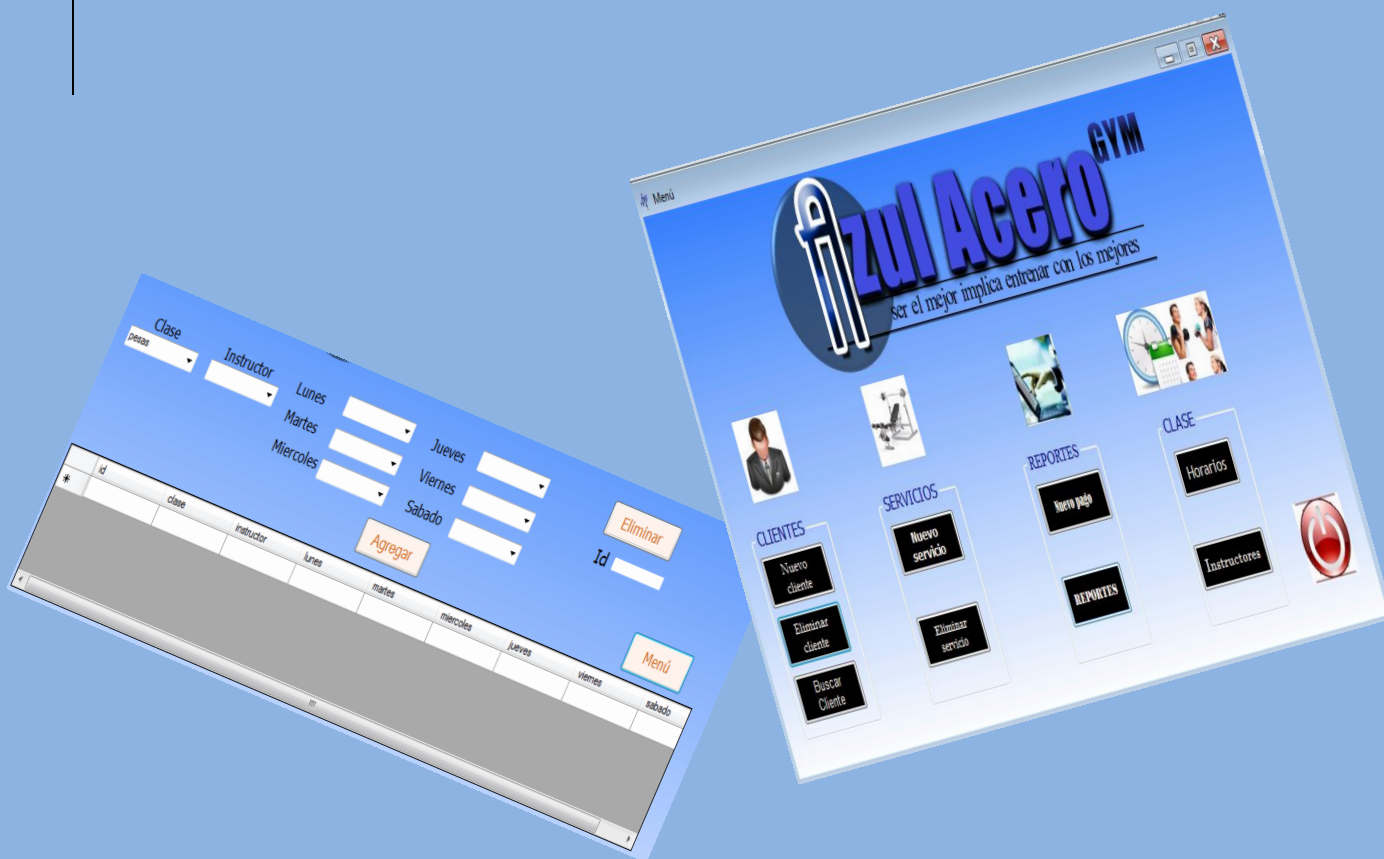 Menú
Azul Acero GYM
ser el mejor implica entrenar con los mejores
CLIENTES
Nuevo
cliente
Eliminar
cliente
Buscar
Cliente
SERVICIOS
Nuevo
servicio
Eliminar
servicio
REPORTES
Nuevo pago
REPORTES
CLASE
Horarios
Instructores
Clase
pesas
Instructor
Lunes
Martes
Miercoles
Jueves
Viernes
Sabado
Agregar
Eliminar
Id
Menú
id clase instructor lunes martes miercoles jueves viernes sabado